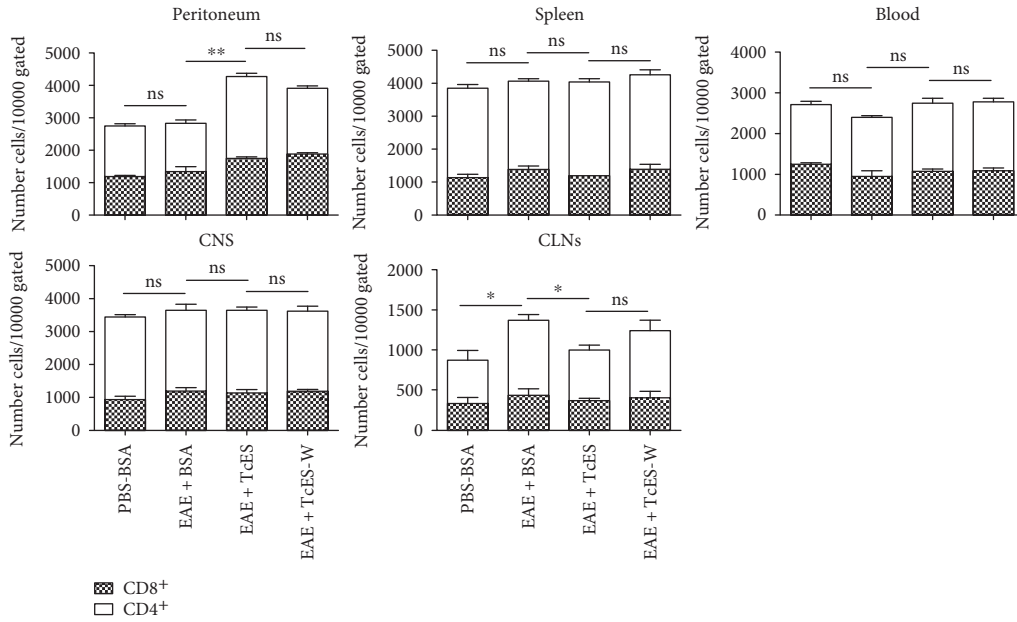 Peritoneum
Number cells/10000 gated
5000
4000
3000
2000
1000
0
ns
**
ns
Spleen
Number cells/10000 gated
5000
4000
3000
2000
1000
0
ns
ns
ns
Blood
Number cells/10000 gated
4000
3000
2000
1000
0
ns
ns
ns
CNS
Number cells/10000 gated
5000
4000
3000
2000
1000
0
ns
ns
ns
PBS-BSA
EAE + BSA
EAE + TcES
EAE + TcES-W
CLNs
Number cells/10000 gated
2000
1500
1000
500
0
*
*
ns
PBS-BSA
EAE + BSA
EAE + TcES
EAE + TcES-W
CD8+
CD4+